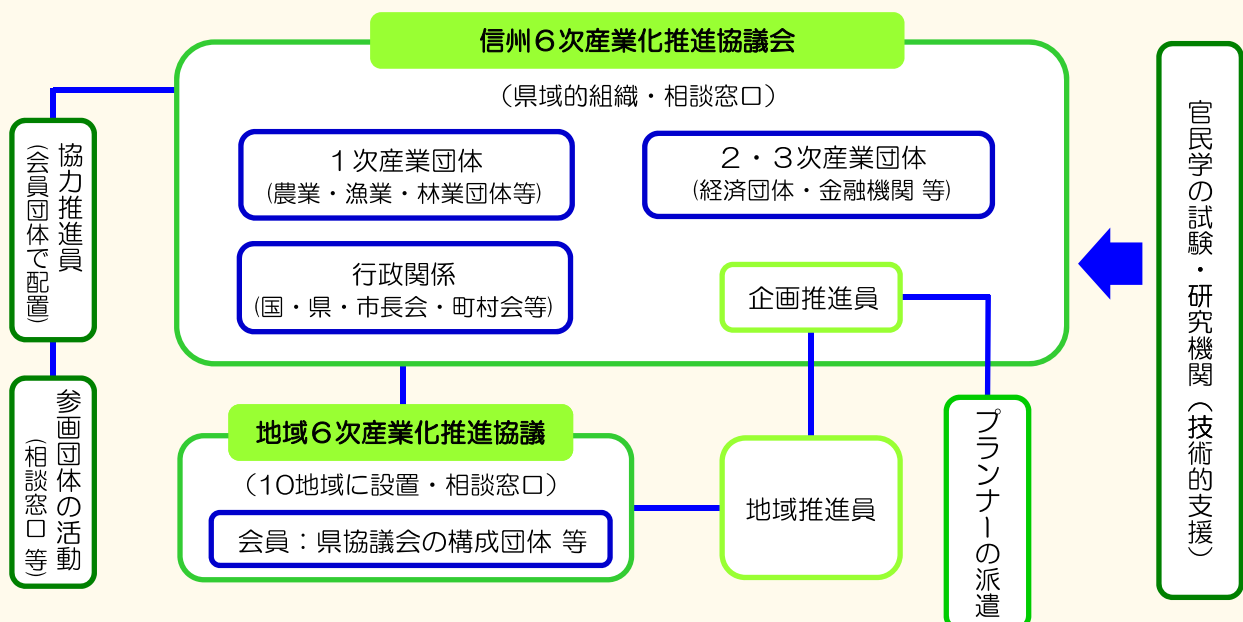 信州６次産業化推進協議会
（県域的組織・相談窓口）
１次産業団体
(農業・漁業・林業団体等)
２・３次産業団体
(経済団体・金融機関 等)
行政関係
(国・県・市長会・町村会等)
企画推進員
協力推進員
(会員団体で配置)
参画団体の活動
(相談窓口 等)
地域６次産業化推進協議
（10地域に設置・相談窓口）
会員：県協議会の構成団体 等
地域推進員
プランナーの派遣
官民学の試験・研究機関（技術的支援）